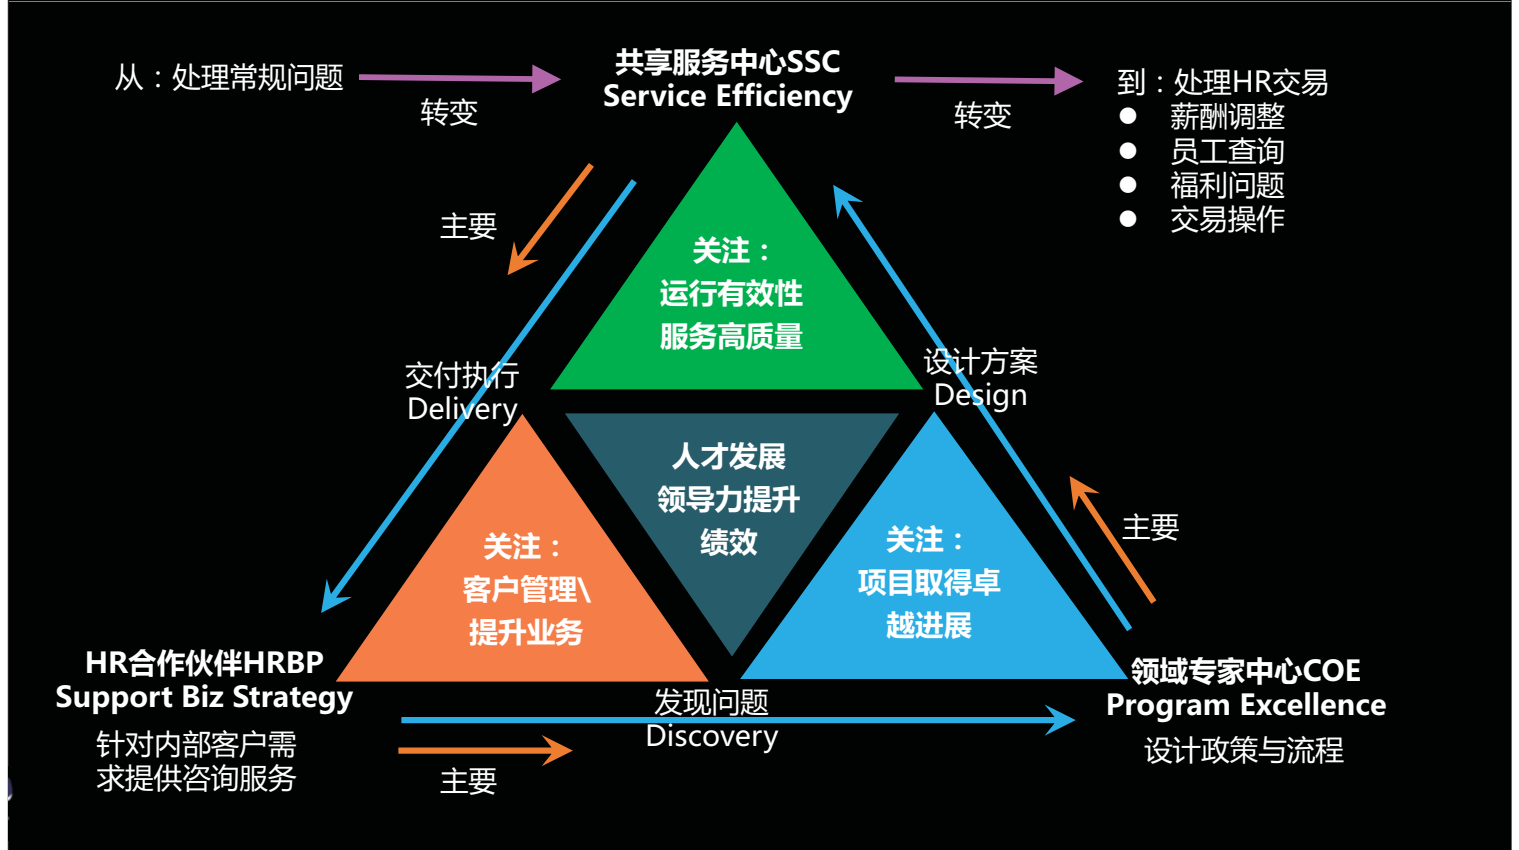 从：处理常规问题
转变
共享服务中心SSC
Service Efficiency
转变
到：处理HR交易
● 薪酬调整
● 员工查询
● 福利问题
● 交易操作
主要
关注：
运行有效性
服务高质量
交付执行
Delivery
设计方案
Design
人才发展
领导力提升
绩效
主要
关注：
客户管理\
提升业务
关注：
项目取得卓
越进展
HR合作伙伴HRBP
Support Biz Strategy
针对内部客户需
求提供咨询服务
发现问题
Discovery
主要
领域专家中心COE
Program Excellence
设计政策与流程